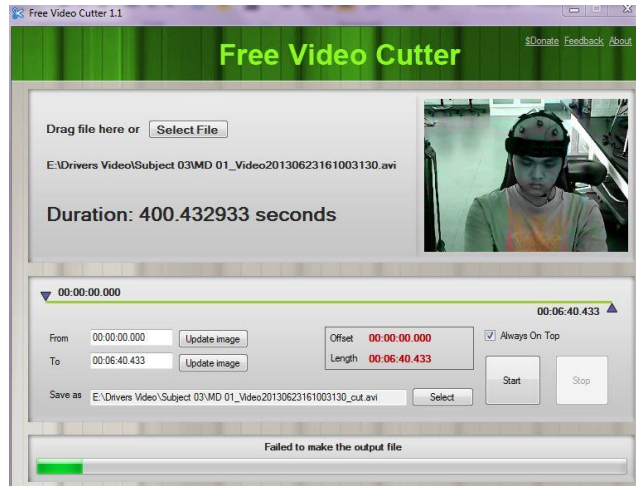 Free Video Cutter 1.1
$Donate Feedback About
Free Video Cutter
Drag file here or Select File
E:\Drivers Video\Subject 03\MD 01_Video20130623161003130.avi
Duration: 400.432933 seconds
00:00:00.000
00:06:40.433
From 00:00:00.000 Update image Offset 00:00:00.000 Always On Top
To 00:06:40.433 Update image Length 00:06:40.433
Start Stop
Save as E:\Drivers Video\Subject 03\MD 01_Video20130623161003130_cut.avi Select
Failed to make the output file